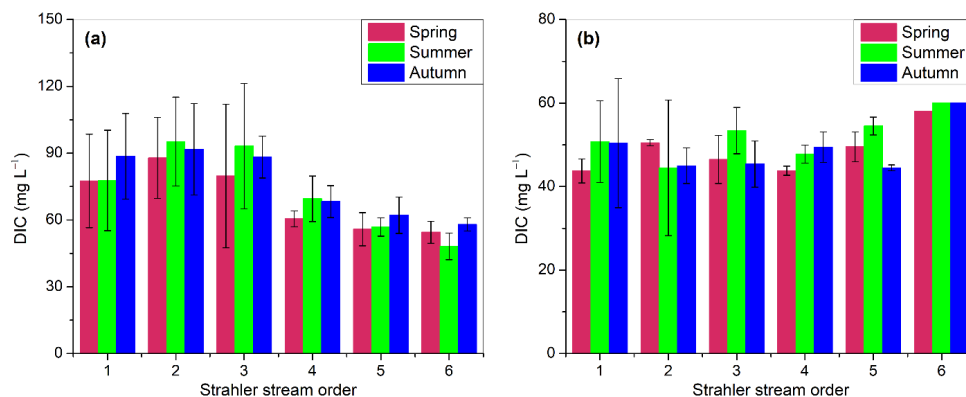 (a)
Spring
Summer
Autumn
DIC (mg L⁻¹)
150
120
90
60
30
0
1 2 3 4 5 6
Strahler stream order
(b)
Spring
Summer
Autumn
DIC (mg L⁻¹)
80
60
40
20
0
1 2 3 4 5 6
Strahler stream order